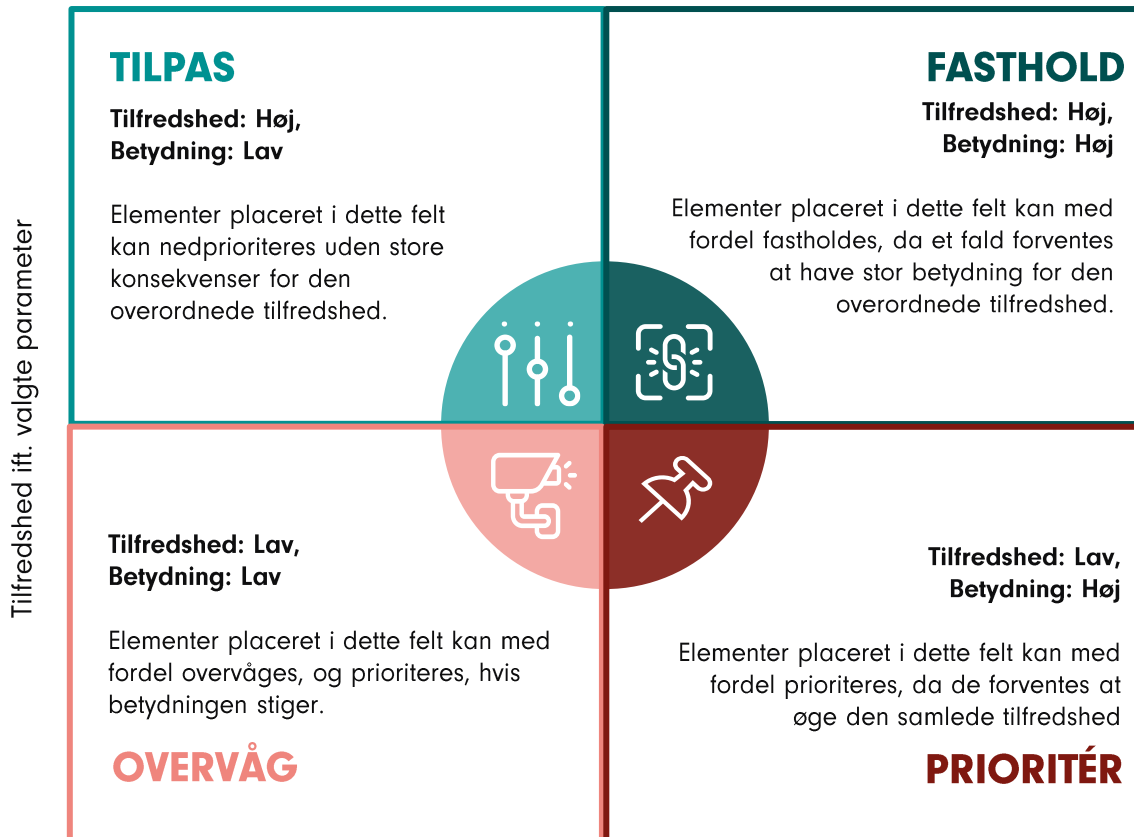 TILPAS
Tilfredshed: Høj,
Betydning: Lav
Elementer placeret i dette felt
kan nedprioriteres uden store
konsekvenser for den
overordnede tilfredshed.
FASTHOLD
Tilfredshed: Høj,
Betydning: Høj
Elementer placeret i dette felt kan med
fordel fastholdes, da et fald forventes
at have stor betydning for den
overordnede tilfredshed.
Tilfredshed ift. valgte parameter
Tilfredshed: Lav,
Betydning: Lav
Elementer placeret i dette felt kan med
fordel overvåges, og prioriteres, hvis
betydningen stiger.
OVERVÅG
Tilfredshed: Lav,
Betydning: Høj
Elementer placeret i dette felt kan med
fordel prioriteres, da de forventes at
øge den samlede tilfredshed
PRIORITÉR